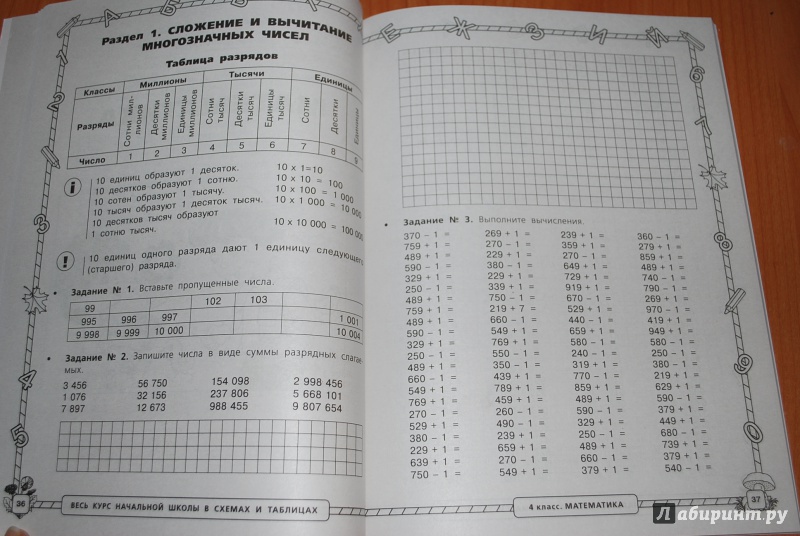 Раздел 1. СЛОЖЕНИЕ И ВЫЧИТАНИЕ
МНОГОЗНАЧНЫХ ЧИСЕЛ
Таблица разрядов
Классы Миллионы Тысячи Единицы
Разряды Сотни мил-лионов Десятки миллионов Единицы миллионов Сотни тысяч Десятки тысяч Единицы тысяч Сотни Десятки Единицы
Число 1 2 3 4 5 6 7 8 9
10 единиц образуют 1 десяток. 10 x 1=10
10 десятков образуют 1 сотню. 10 x 10 = 100
10 сотен образуют 1 тысячу. 10 x 100 = 1 000
10 тысяч образуют 1 десяток тысяч. 10 x 1 000 = 10 000
10 десятков тысяч образуют
1 сотню тысяч. 10 x 10 000 = 100 000
10 единиц одного разряда дают 1 единицу следующего
(старшего) разряда.
Задание № 1. Вставьте пропущенные числа.
99 102 103
995 996 997 1 001
9 998 9 999 10 000 10 004
Задание № 2. Запишите числа в виде суммы разрядных слагае-
мых.
3 456 56 750 154 098 2 998 456
1 076 32 156 237 806 5 668 101
7 897 12 673 988 455 9 807 654
36 ВЕСЬ КУРС НАЧАЛЬНОЙ ШКОЛЫ В СХЕМАХ И ТАБЛИЦАХ
Задание № 3. Выполните вычисления.
370 – 1 = 269 + 1 = 239 + 1 = 360 – 1 =
759 + 1 = 270 – 1 = 359 + 1 = 279 + 1 =
489 + 1 = 229 + 1 = 270 – 1 = 859 + 1 =
590 – 1 = 380 – 1 = 649 + 1 = 489 + 1 =
329 + 1 = 229 + 1 = 729 + 1 = 740 – 1 =
250 – 1 = 339 + 1 = 919 + 1 = 790 – 1 =
489 + 1 = 750 – 1 = 670 – 1 = 269 + 1 =
759 + 1 = 219 + 7 = 529 + 1 = 970 – 1 =
489 + 1 = 660 – 1 = 440 – 1 = 419 + 1 =
590 – 1 = 549 + 1 = 659 + 1 = 949 + 1 =
329 + 1 = 769 + 1 = 580 – 1 = 580 – 1 =
250 – 1 = 550 – 1 = 240 – 1 = 250 – 1 =
489 + 1 = 350 – 1 = 319 + 1 = 380 – 1 =
660 – 1 = 439 + 1 = 770 – 1 = 219 + 1 =
549 + 1 = 789 + 1 = 859 + 1 = 629 + 1 =
769 + 1 = 459 + 1 = 489 + 1 = 590 – 1 =
270 – 1 = 260 – 1 = 590 – 1 = 379 + 1 =
529 + 1 = 490 – 1 = 329 + 1 = 449 + 1 =
380 – 1 = 239 + 1 = 250 – 1 = 680 – 1 =
229 + 1 = 659 + 1 = 489 + 1 = 739 + 1 =
639 + 1 = 270 – 1 = 660 – 1 = 379 + 1 =
750 – 1 = 549 + 1 = 379 + 1 = 540 – 1 =
4 класс. МАТЕМАТИКА 37
Лабиринт.ру